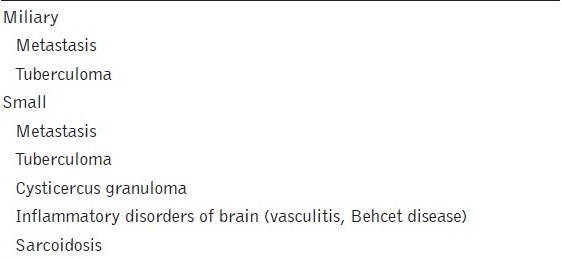 Miliary
Metastasis
Tuberculoma
Small
Metastasis
Tuberculoma
Cysticercus granuloma
Inflammatory disorders of brain (vasculitis, Behcet disease)
Sarcoidosis